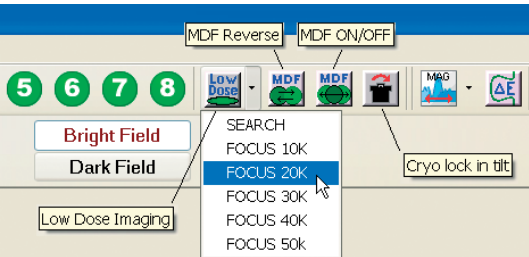 MDF Reverse
MDF ON/OFF
5 6 7 8
Low Dose
MDF
MDF
MAG
ΔE
Bright Field
Dark Field
SEARCH
FOCUS 10K
FOCUS 20K
FOCUS 30K
FOCUS 40K
FOCUS 50k
Cryo lock in tilt
Low Dose Imaging